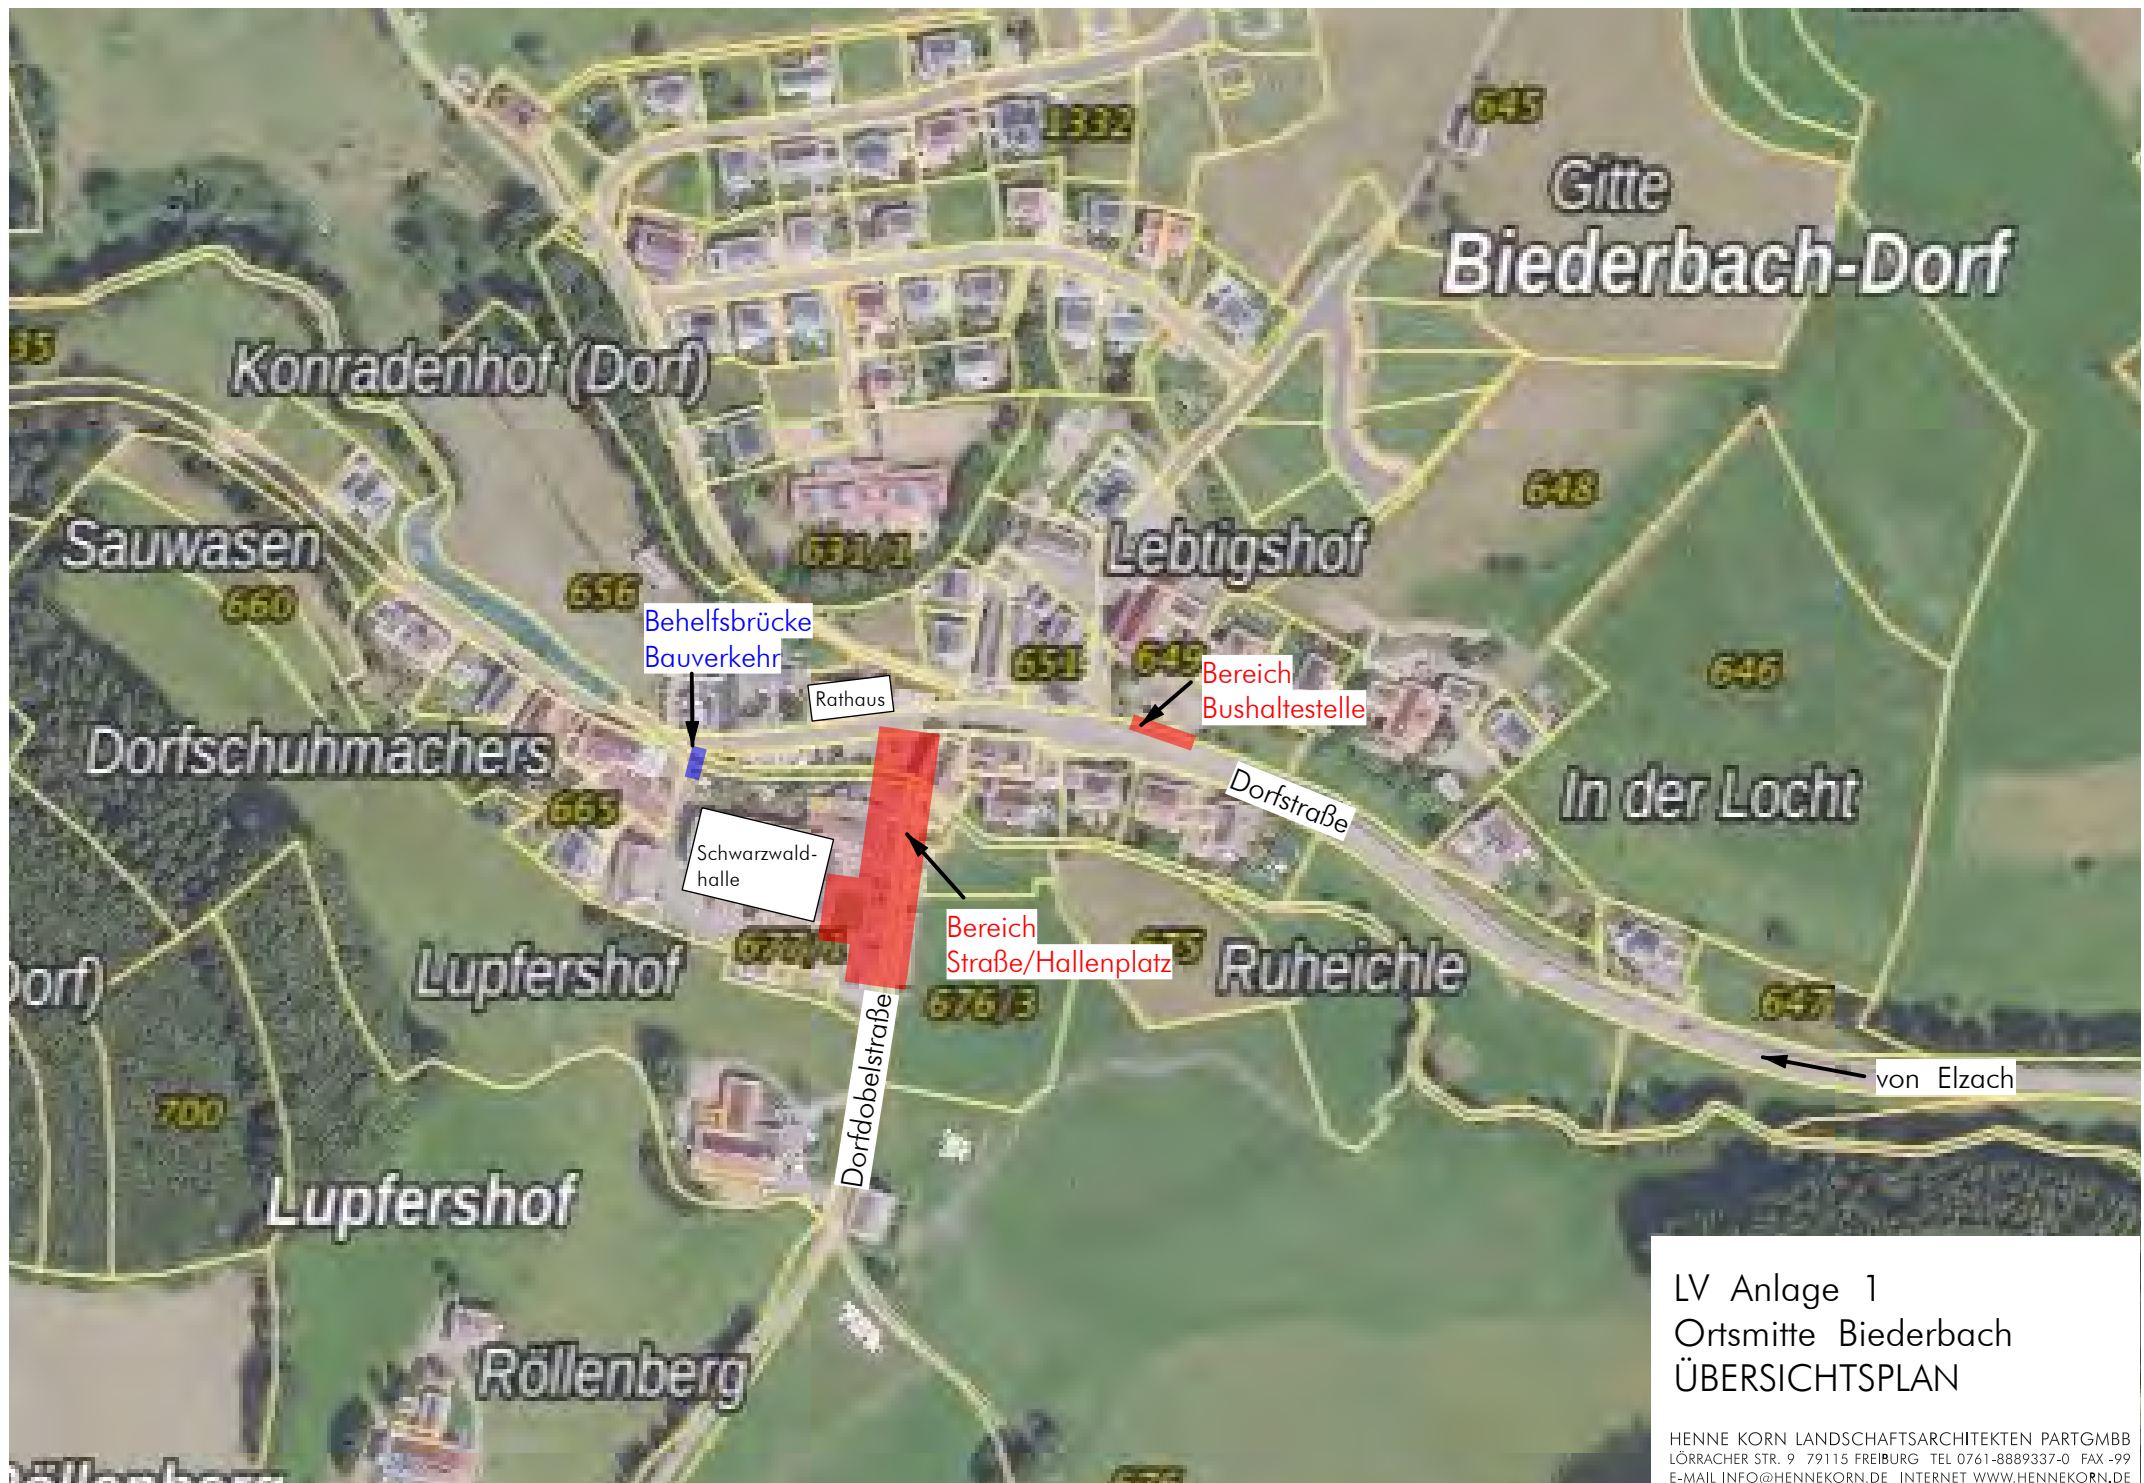 645
1332
Gitte
Biederbach-Dorf
35
Konradenhof (Dorf)
648
Sauwasen
631/1
Lebtigshof
660
656
Behelfsbrücke
Bauverkehr
651
649
Bereich
Bushaltestelle
646
Rathaus
Dorfschuhmachers
Dorfstraße
In der Locht
665
Schwarzwald-
halle
Bereich
Straße/Hallenplatz
Lupfershof
Ruheichle
Dorf)
676/3
647
Dorfdobelstraße
von Elzach
700
Lupfershof
Röllenberg
LV Anlage 1
Ortsmitte Biederbach
ÜBERSICHTSPLAN
HENNE KORN LANDSCHAFTSARCHITEKTEN PARTGMBB
LÖRRACHER STR. 9 79115 FREIBURG TEL 0761-8889337-0 FAX -99
E-MAIL INFO@HENNEKORN.DE INTERNET WWW.HENNEKORN.DE